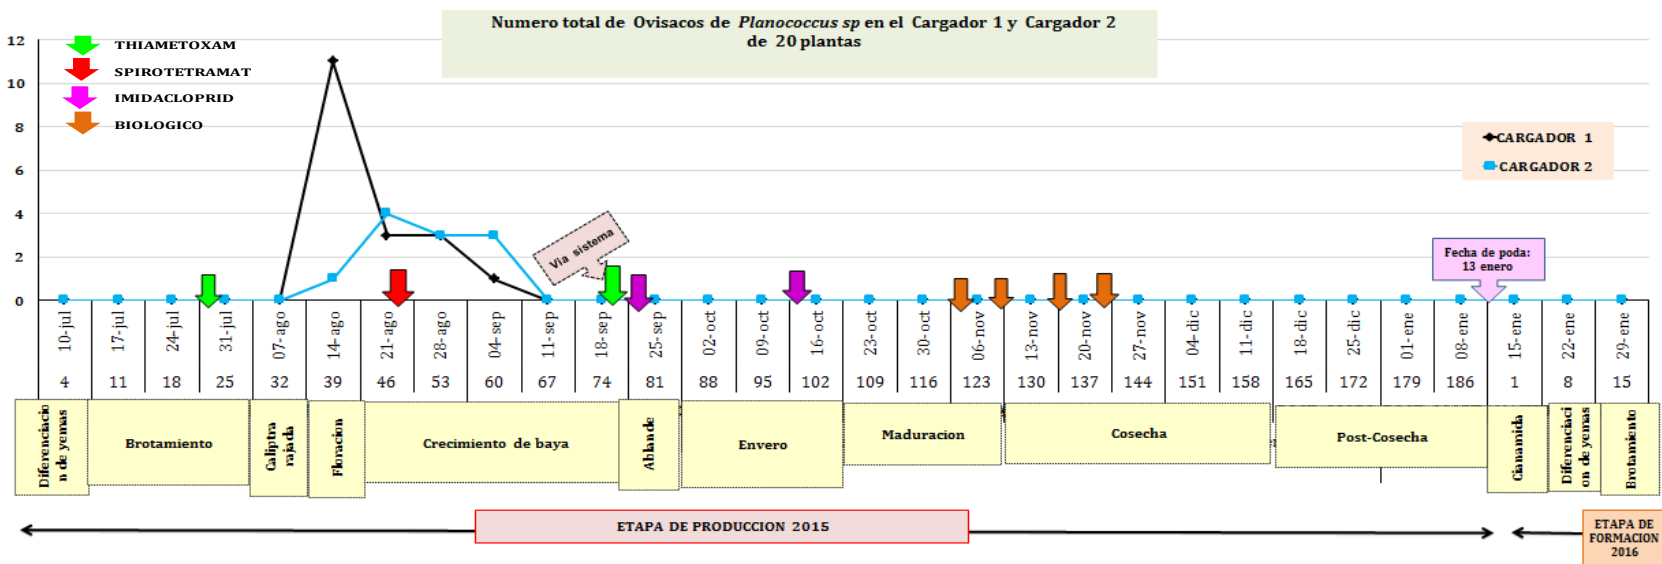 Numero total de Ovisacos de Planococcus sp en el Cargador 1 y Cargador 2
de 20 plantas
THIAMETOXAM
SPIROTETRAMAT
IMIDACLOPRID
BIOLOGICO
CARGADOR 1
CARGADOR 2
12
10
8
6
4
2
0
Via sistema
Fecha de poda:
13 enero
10-jul 17-jul 24-jul 31-jul 07-ago 14-ago 21-ago 28-ago 04-sep 11-sep 18-sep 25-sep 02-oct 09-oct 16-oct 23-oct 30-oct 06-nov 13-nov 20-nov 27-nov 04-dic 11-dic 18-dic 25-dic 01-ene 08-ene 15-ene 22-ene 29-ene
4 11 18 25 32 39 46 53 60 67 74 81 88 95 102 109 116 123 130 137 144 151 158 165 172 179 186 1 8 15
Diferenciacio
n de yemas
Brotamiento
Caliptra
rajada
Floracion
Crecimiento de baya
Ablande
Envero
Maduracion
Cosecha
Post-Cosecha
Cianamida
Diferenciaci
on de yemas
Brotamiento
ETAPA DE PRODUCCION 2015
ETAPA DE
FORMACION
2016